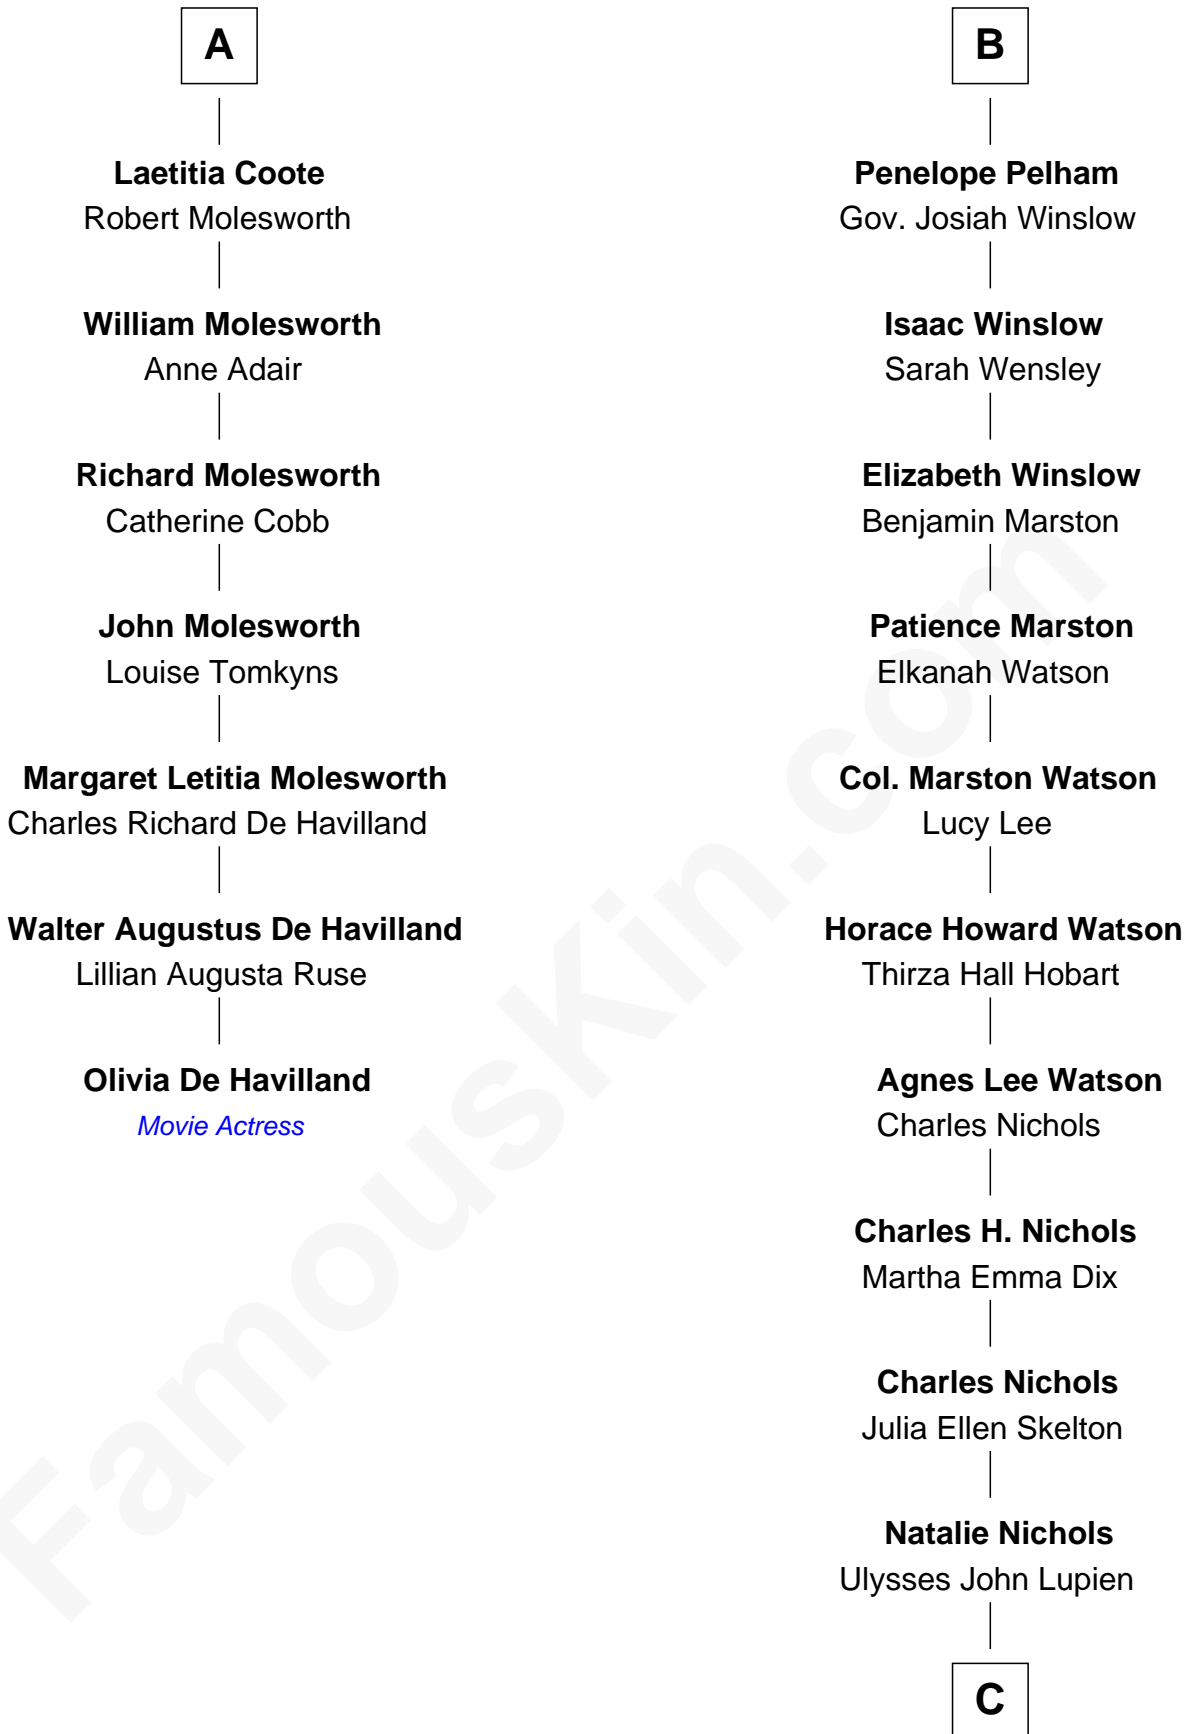 A
Laetitia Coote
Robert Molesworth
William Molesworth
Anne Adair
Richard Molesworth
Catherine Cobb
John Molesworth
Louise Tomkyns
Margaret Letitia Molesworth
Charles Richard De Havilland
Walter Augustus De Havilland
Lillian Augusta Ruse
Olivia De Havilland
Movie Actress
B
Penelope Pelham
Gov. Josiah Winslow
Isaac Winslow
Sarah Wensley
Elizabeth Winslow
Benjamin Marston
Patience Marston
Elkanah Watson
Col. Marston Watson
Lucy Lee
Horace Howard Watson
Thirza Hall Hobart
Agnes Lee Watson
Charles Nichols
Charles H. Nichols
Martha Emma Dix
Charles Nichols
Julia Ellen Skelton
Natalie Nichols
Ulysses John Lupien
C
FamousKin.com